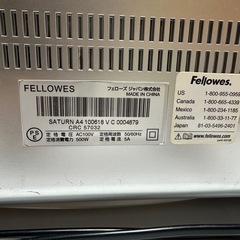 FELLOWES
フェローズ ジャパン株式会社
MADE IN CHINA
PS
E
SATURN A4 100618 V C 0004679
CRC 57032
定格電圧 AC100V 定格周波数 50/60Hz
定格消費電力 500W 定格電流 5A
Fellowes.
US 1-800-955-0959
Canada 1-800-665-4339
Mexico 1-800-234-1185
Australia 1-800-33-11-77
Japan 81-03-5496-2401
www.fellowes.com